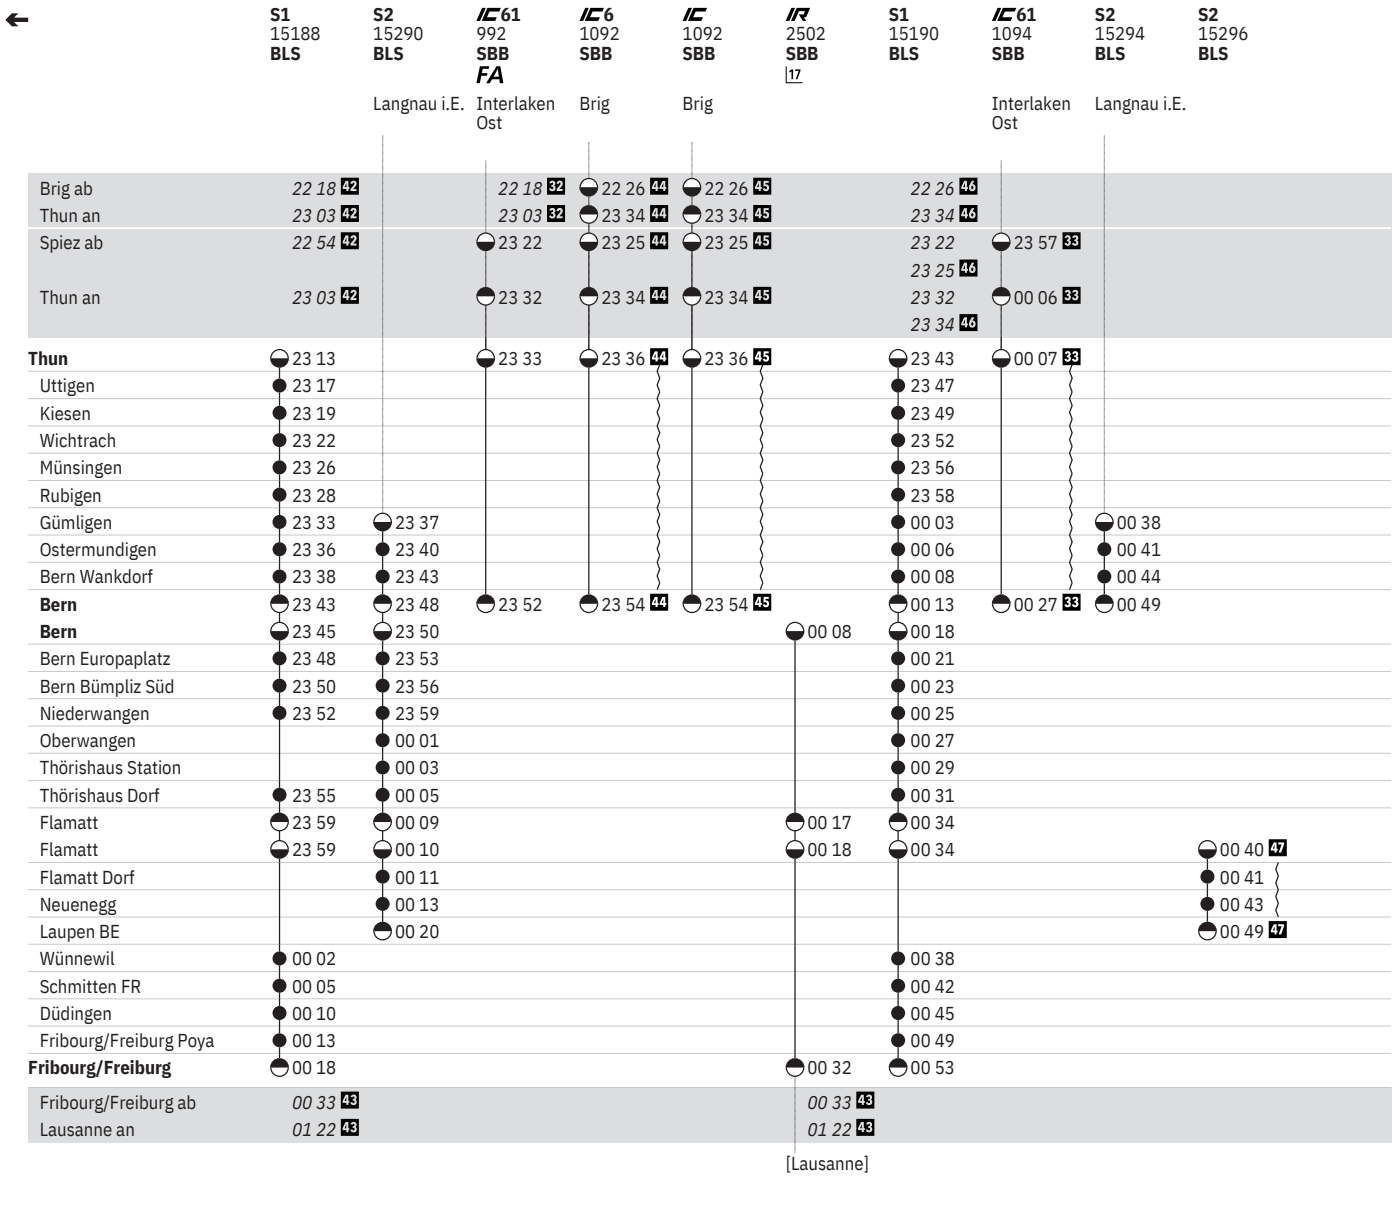 S1 S2 IC61 IC6 IC IR S1 IC61 S2 S2
15188 15290 992 1092 1092 2502 15190 1094 15294 15296
BLS BLS SBB SBB SBB SBB BLS SBB BLS BLS
FA 17
Langnau i.E. Interlaken Brig Brig Interlaken Langnau i.E.
Ost Ost
Brig ab 22 18 42 22 18 32 22 26 44 22 26 45 22 26 46
Thun an 23 03 42 23 03 32 23 34 44 23 34 45 23 34 46
Spiez ab 22 54 42 23 22 23 25 44 23 25 45 23 22 23 57 33
23 25 46
Thun an 23 03 42 23 32 23 34 44 23 34 45 23 32 00 06 33
23 34 46
Thun 23 13 23 33 23 36 44 23 36 45 23 43 00 07 33
Uttigen 23 17 23 47
Kiesen 23 19 23 49
Wichtrach 23 22 23 52
Münsingen 23 26 23 56
Rubigen 23 28 23 58
Gümligen 23 33 23 37 00 03 00 38
Ostermundigen 23 36 23 40 00 06 00 41
Bern Wankdorf 23 38 23 43 00 08 00 44
Bern 23 43 23 48 23 52 23 54 44 23 54 45 00 13 00 27 33 00 49
Bern 23 45 23 50 00 08 00 18
Bern Europaplatz 23 48 23 53 00 21
Bern Bümpliz Süd 23 50 23 56 00 23
Niederwangen 23 52 23 59 00 25
Oberwangen 00 01 00 27
Thörishaus Station 00 03 00 29
Thörishaus Dorf 23 55 00 05 00 31
Flamatt 23 59 00 09 00 17 00 34
Flamatt 23 59 00 10 00 18 00 34 00 40 47
Flamatt Dorf 00 11 00 41
Neuenegg 00 13 00 43
Laupen BE 00 20 00 49 47
Wünnewil 00 02 00 38
Schmitten FR 00 05 00 42
Düdingen 00 10 00 45
Fribourg/Freiburg Poya 00 13 00 49
Fribourg/Freiburg 00 18 00 32 00 53
Fribourg/Freiburg ab 00 33 43 00 33 43
Lausanne an 01 22 43 01 22 43
[Lausanne]